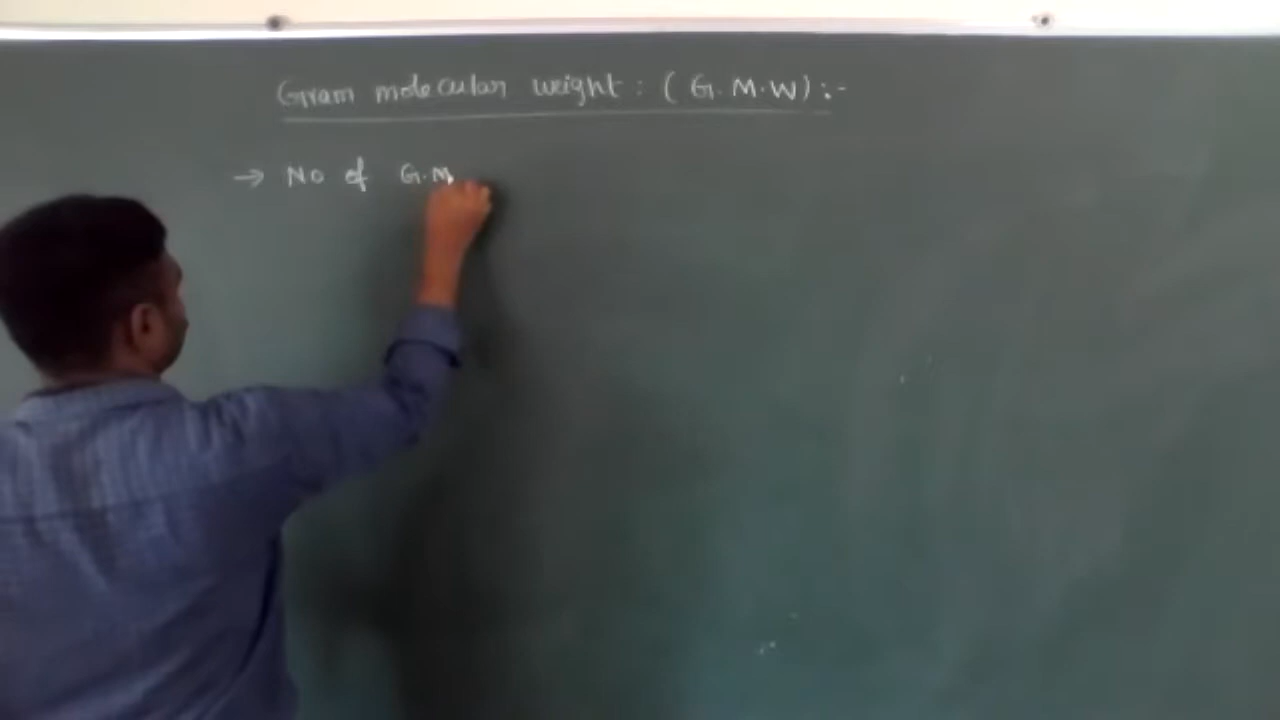 Gram molecular weight : ( G. M. W) :-
→ No of G.M